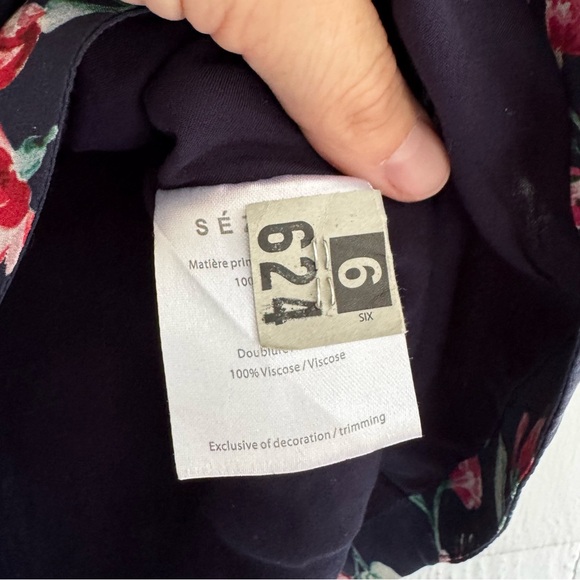 SÉ
Matière
100
624
6
SIX
100% Viscose / Viscose
Exclusive of decoration / trimming